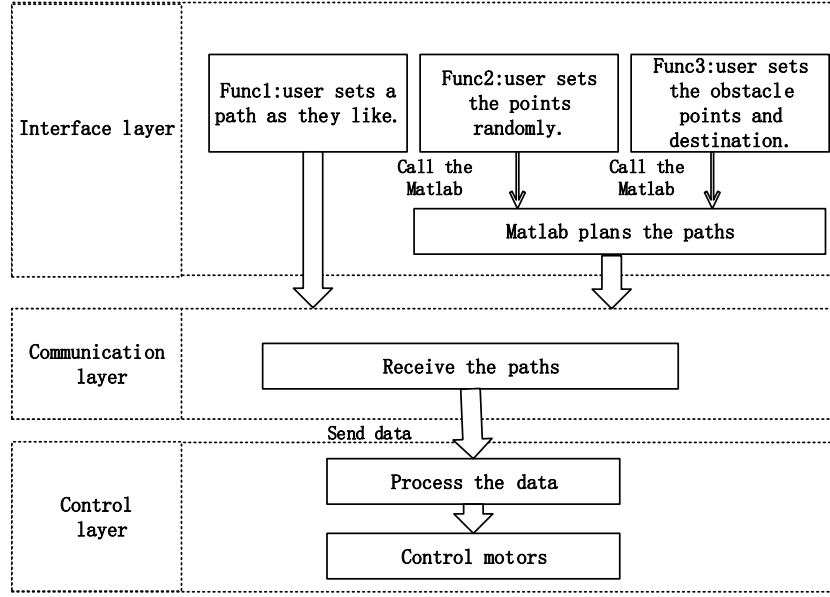 Interface layer
Func1:user sets a
path as they like.
Func2:user sets
the points
randomly.
Func3:user sets
the obstacle
points and
destination.
Call the
Matlab
Call the
Matlab
Matlab plans the paths
Communication
layer
Receive the paths
Send data
Control
layer
Process the data
Control motors